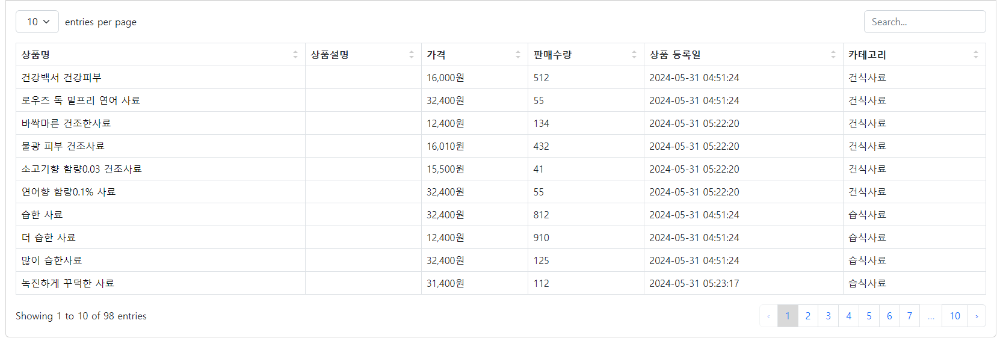 10 entries per page Search...
상품명 상품설명 가격 판매수량 상품 등록일 카테고리
건강백서 건강피부 16,000원 512 2024-05-31 04:51:24 건식사료
로우즈 독 밀프리 연어 사료 32,400원 55 2024-05-31 04:51:24 건식사료
바싹마른 건조한사료 12,400원 134 2024-05-31 05:22:20 건식사료
물광 피부 건조사료 16,010원 432 2024-05-31 05:22:20 건식사료
소고기향 함량0.03 건조사료 15,500원 41 2024-05-31 05:22:20 건식사료
연어향 함량0.1% 사료 32,400원 55 2024-05-31 05:22:20 건식사료
습한 사료 32,400원 812 2024-05-31 04:51:24 습식사료
더 습한 사료 12,400원 910 2024-05-31 04:51:24 습식사료
많이 습한사료 32,400원 125 2024-05-31 04:51:24 습식사료
녹진하게 꾸덕한 사료 31,400원 112 2024-05-31 05:23:17 습식사료
Showing 1 to 10 of 98 entries ‹ 1 2 3 4 5 6 7 … 10 ›